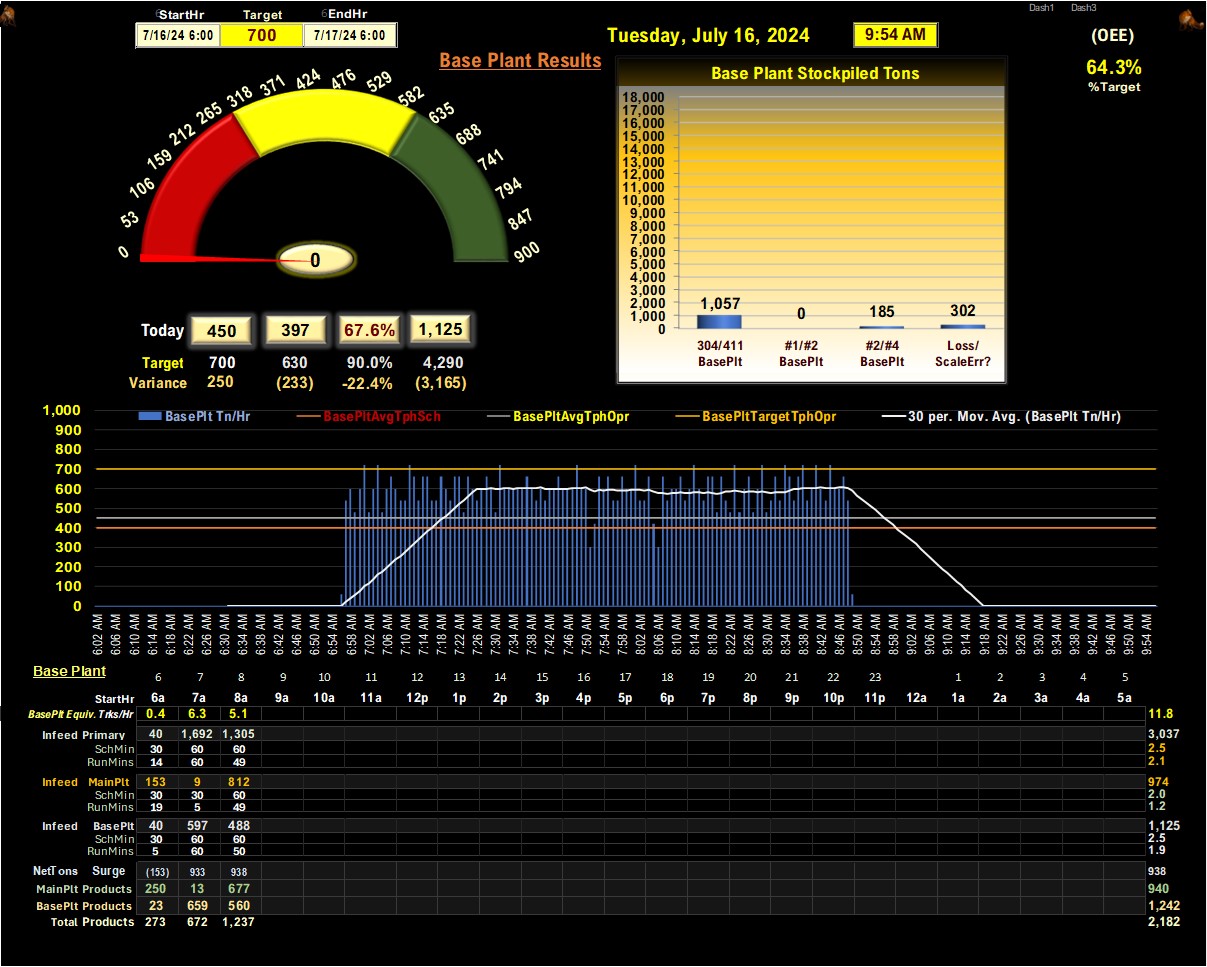 Dash1 Dash3
6StartHr Target 6EndHr
7/16/24 6:00 700 7/17/24 6:00
Tuesday, July 16, 2024 9:54 AM (OEE)
64.3%
%Target
Base Plant Results
0 53 106 159 212 265 318 371 424 476 529 582 635 688 741 794 847 900
0
Base Plant Stockpiled Tons
18,000
17,000
16,000
15,000
14,000
13,000
12,000
11,000
10,000
9,000
8,000
7,000
6,000
5,000
4,000
3,000
2,000
1,000
0
1,057 0 185 302
304/411 #1/#2 #2/#4 Loss/
BasePlt BasePlt BasePlt ScaleErr?
Today 450 397 67.6% 1,125
Target 700 630 90.0% 4,290
Variance 250 (233) -22.4% (3,165)
BasePlt Tn/Hr BasePltAvgTphSch BasePltAvgTphOpr BasePltTargetTphOpr 30 per. Mov. Avg. (BasePlt Tn/Hr)
1,000
900
800
700
600
500
400
300
200
100
0
6:02 AM 6:06 AM 6:10 AM 6:14 AM 6:18 AM 6:22 AM 6:26 AM 6:30 AM 6:34 AM 6:38 AM 6:42 AM 6:46 AM 6:50 AM 6:54 AM 6:58 AM 7:02 AM 7:06 AM 7:10 AM 7:14 AM 7:18 AM 7:22 AM 7:26 AM 7:30 AM 7:34 AM 7:38 AM 7:42 AM 7:46 AM 7:50 AM 7:54 AM 7:58 AM 8:02 AM 8:06 AM 8:10 AM 8:14 AM 8:18 AM 8:22 AM 8:26 AM 8:30 AM 8:34 AM 8:38 AM 8:42 AM 8:46 AM 8:50 AM 8:54 AM 8:58 AM 9:02 AM 9:06 AM 9:10 AM 9:14 AM 9:18 AM 9:22 AM 9:26 AM 9:30 AM 9:34 AM 9:38 AM 9:42 AM 9:46 AM 9:50 AM 9:54 AM
Base Plant
6 7 8 9 10 11 12 13 14 15 16 17 18 19 20 21 22 23 1 2 3 4 5
StartHr 6a 7a 8a 9a 10a 11a 12p 1p 2p 3p 4p 5p 6p 7p 8p 9p 10p 11p 12a 1a 2a 3a 4a 5a
BasePlt Equiv. Trks/Hr 0.4 6.3 5.1 11.8
Infeed Primary 40 1,692 1,305 3,037
SchMin 30 60 60 2.5
RunMins 14 60 49 2.1
Infeed MainPlt 153 9 812 974
SchMin 30 30 60 2.0
RunMins 19 5 49 1.2
Infeed BasePlt 40 597 488 1,125
SchMin 30 60 60 2.5
RunMins 5 60 50 1.9
NetTons Surge (153) 933 938 938
MainPlt Products 250 13 677 940
BasePlt Products 23 659 560 1,242
Total Products 273 672 1,237 2,182